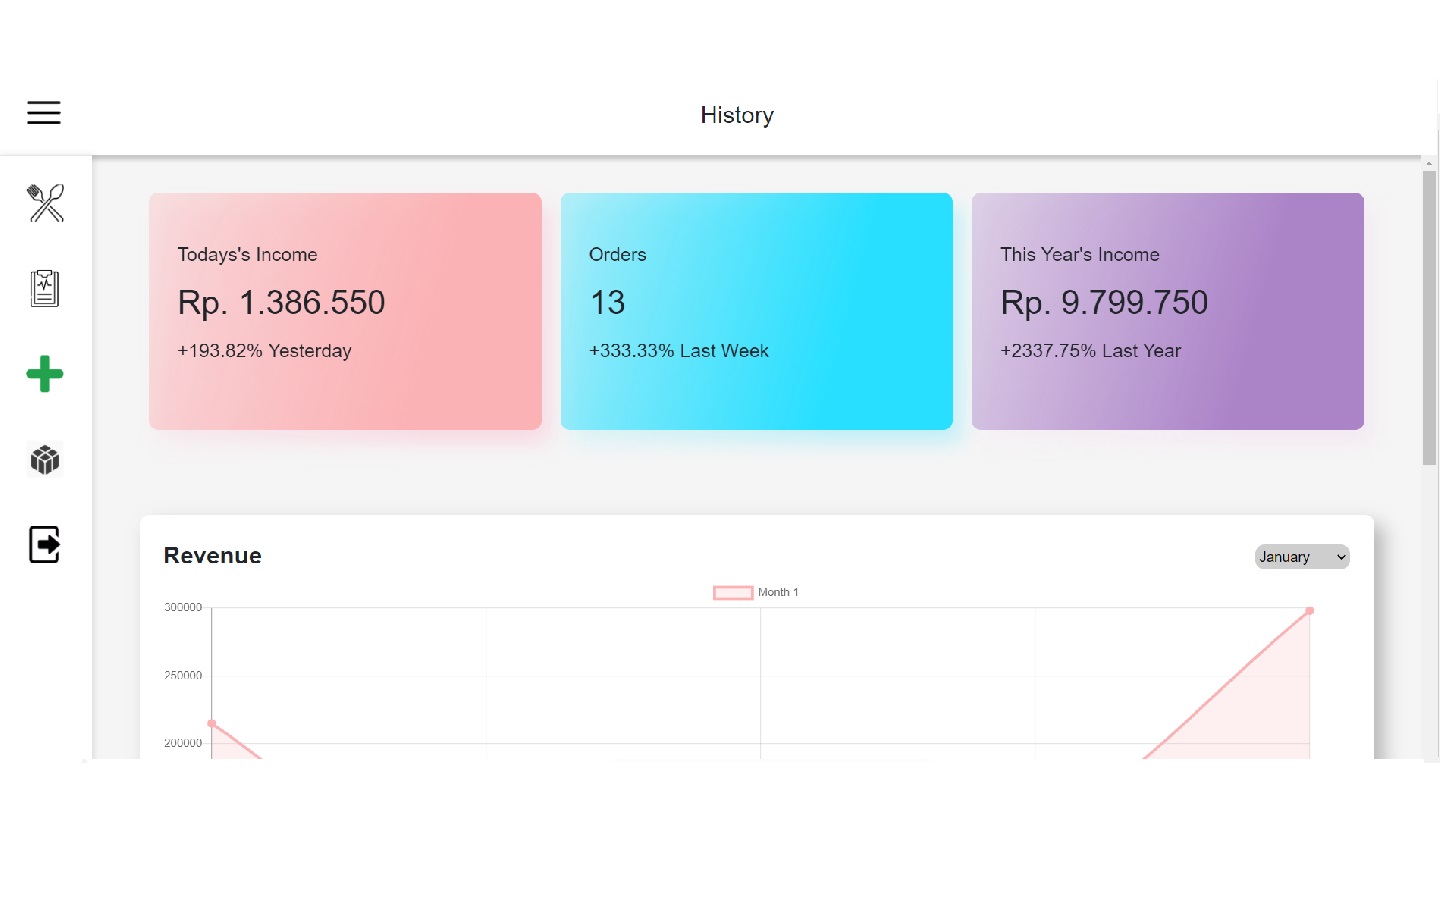 History
Todays's Income
Rp. 1.386.550
+193.82% Yesterday
Orders
13
+333.33% Last Week
This Year's Income
Rp. 9.799.750
+2337.75% Last Year
Revenue
January
Month 1
300000
250000
200000